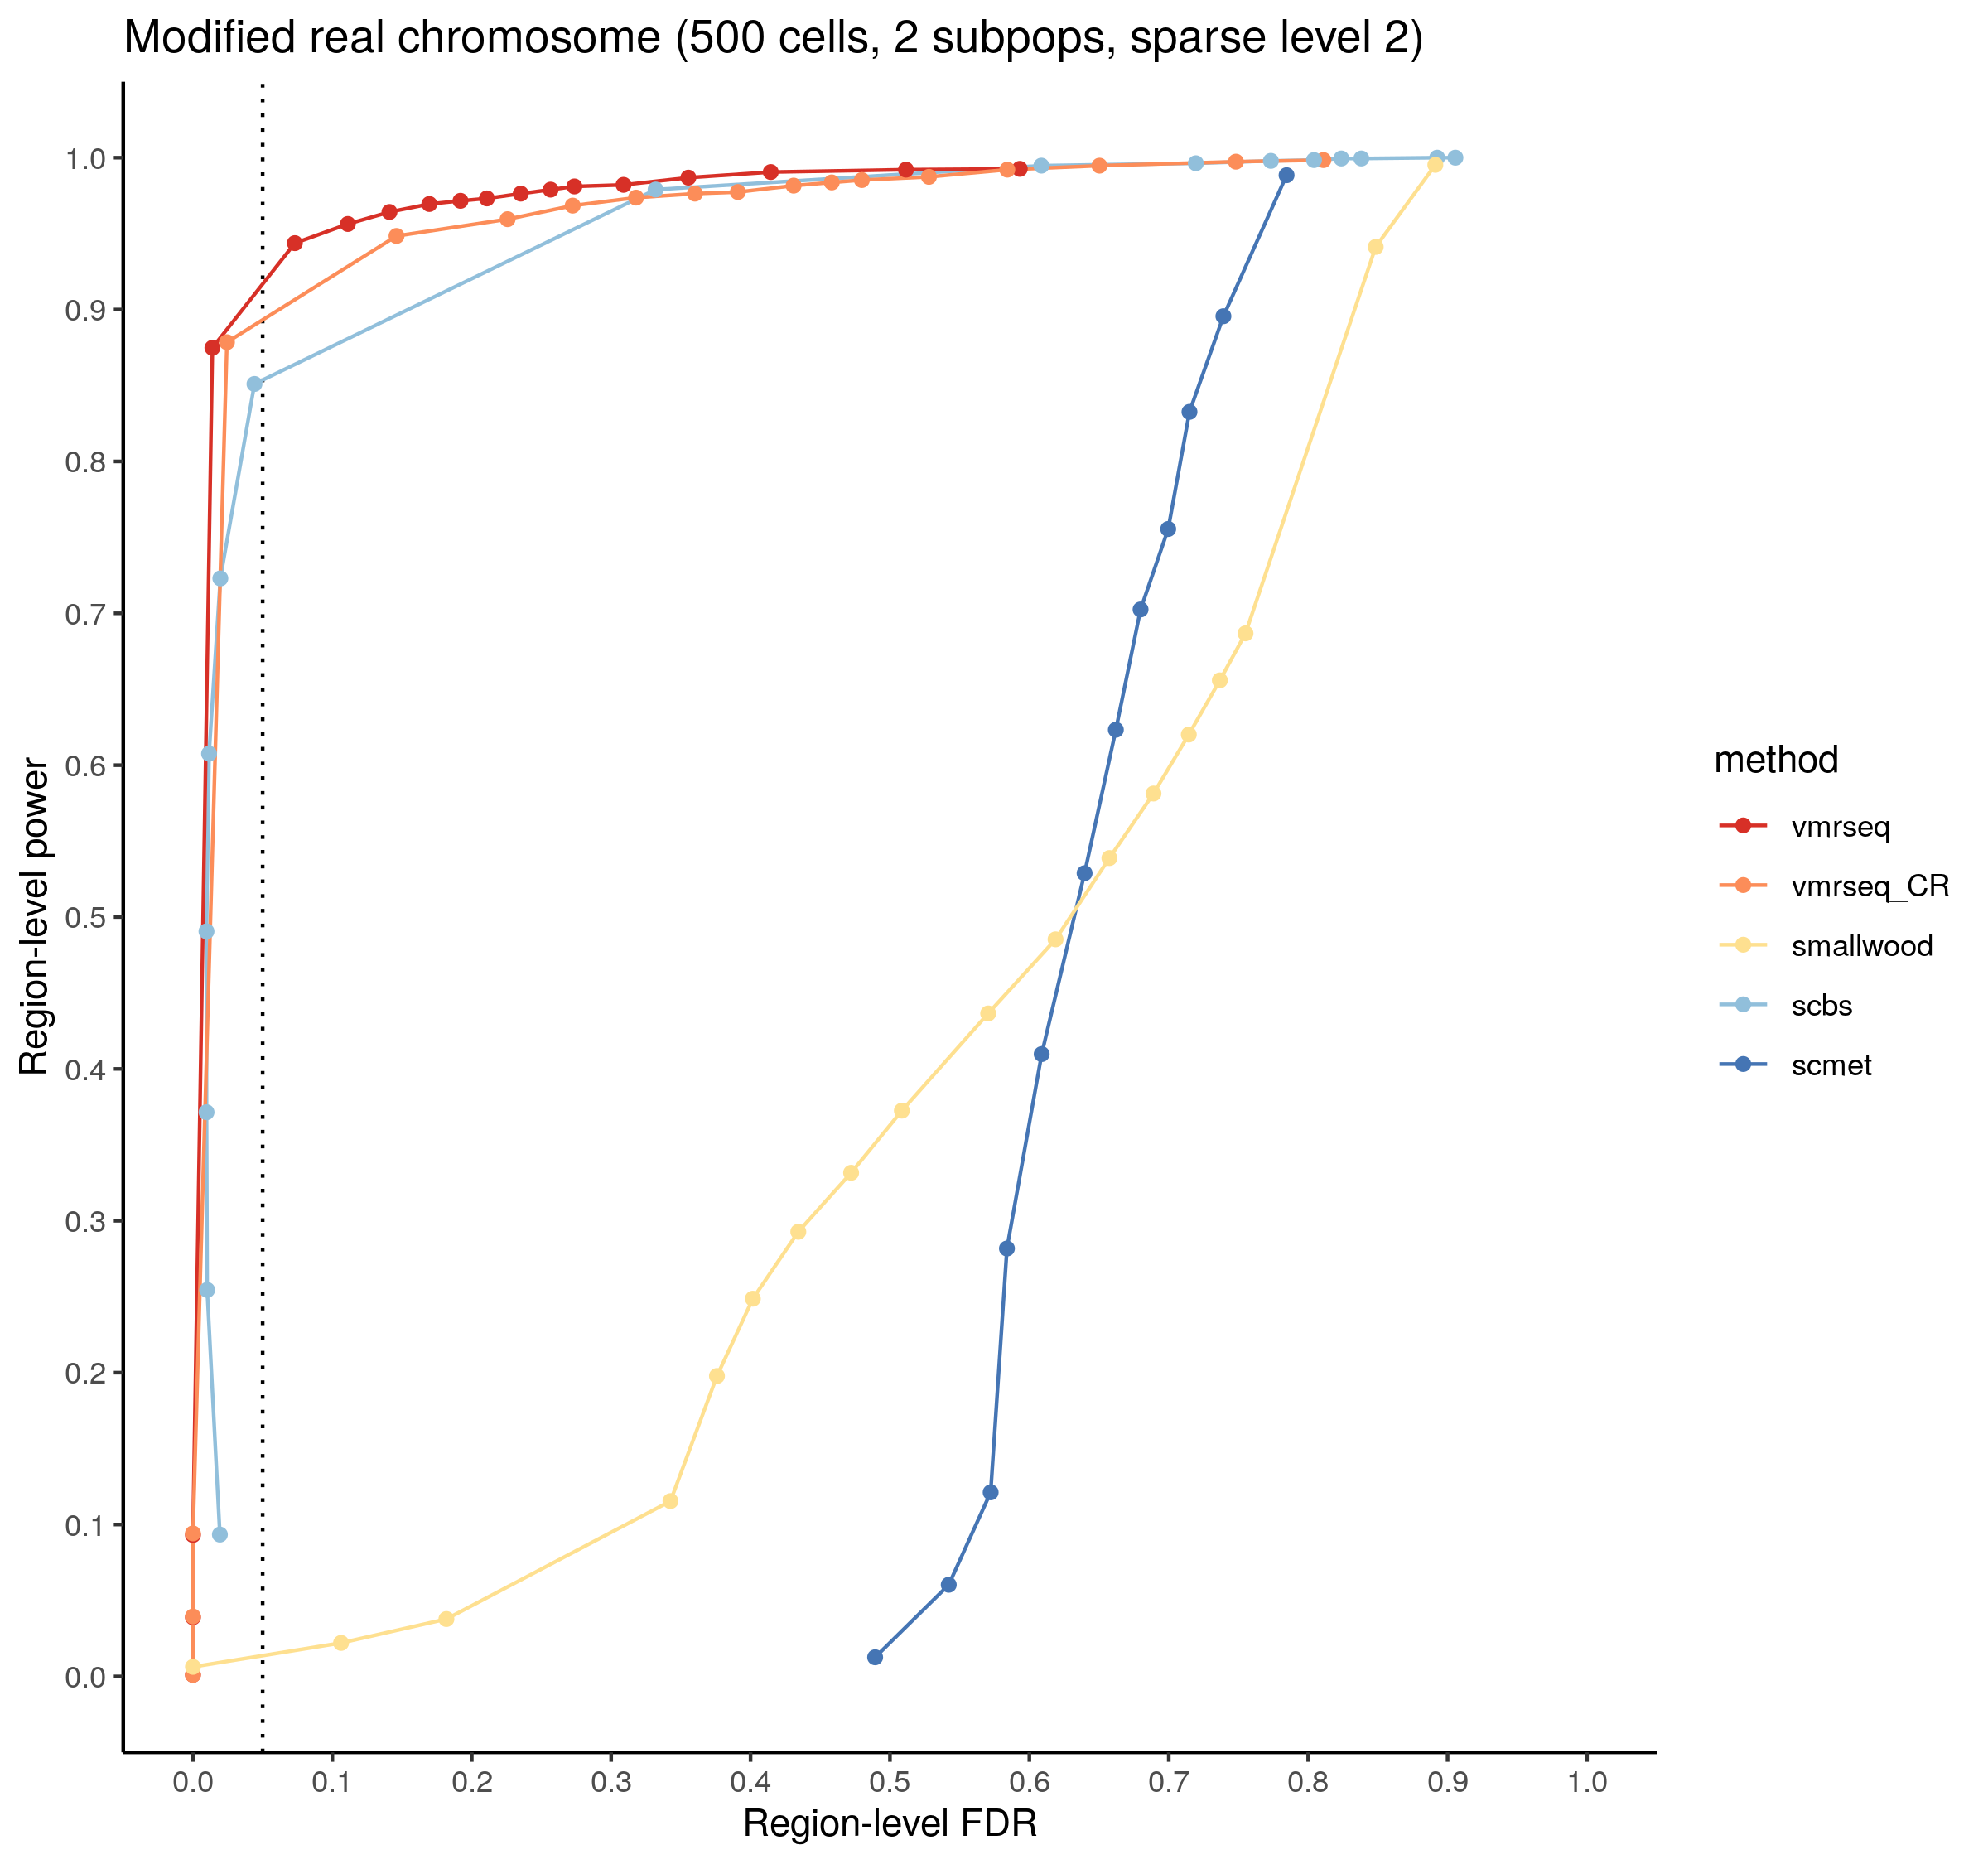 Modified real chromosome (500 cells, 2 subpops, sparse level 2)
Region-level power
1.0
0.9
0.8
0.7
0.6
0.5
0.4
0.3
0.2
0.1
0.0
0.0 0.1 0.2 0.3 0.4 0.5 0.6 0.7 0.8 0.9 1.0
Region-level FDR
method
vmrseq
vmrseq_CR
smallwood
scbs
scmet